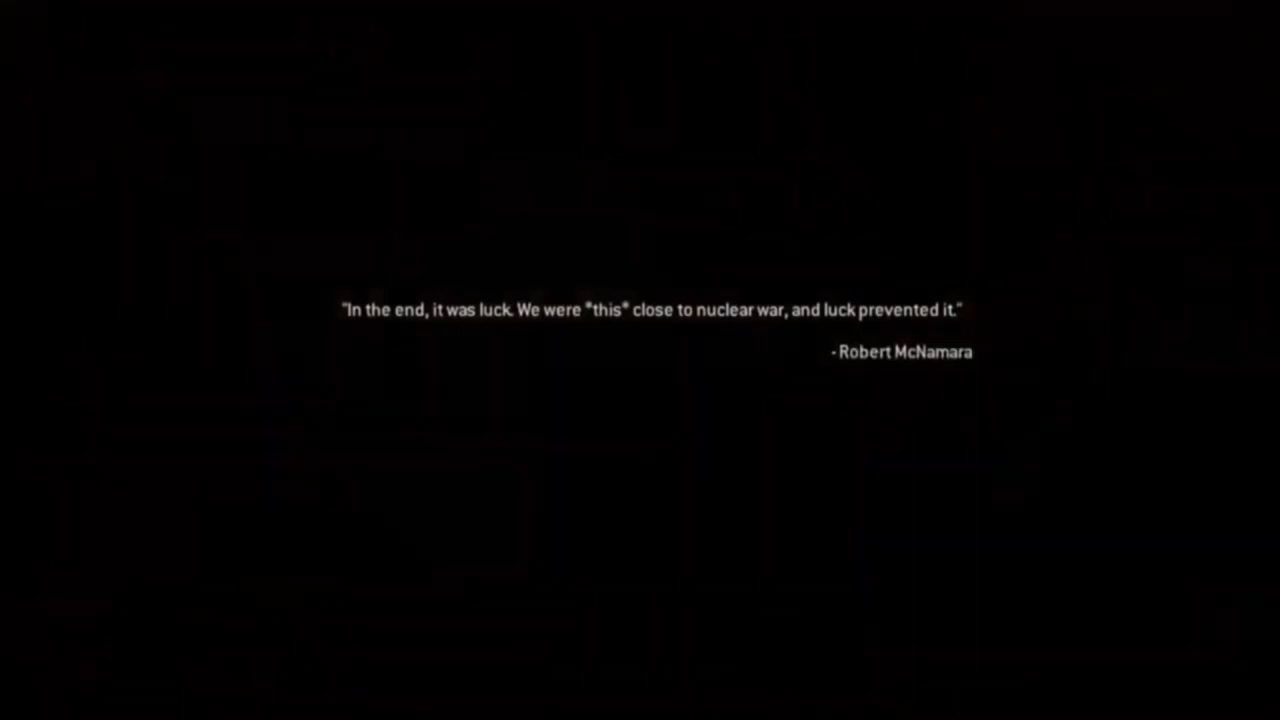 "In the end, it was luck. We were *this* close to nuclear war, and luck prevented it."
- Robert McNamara